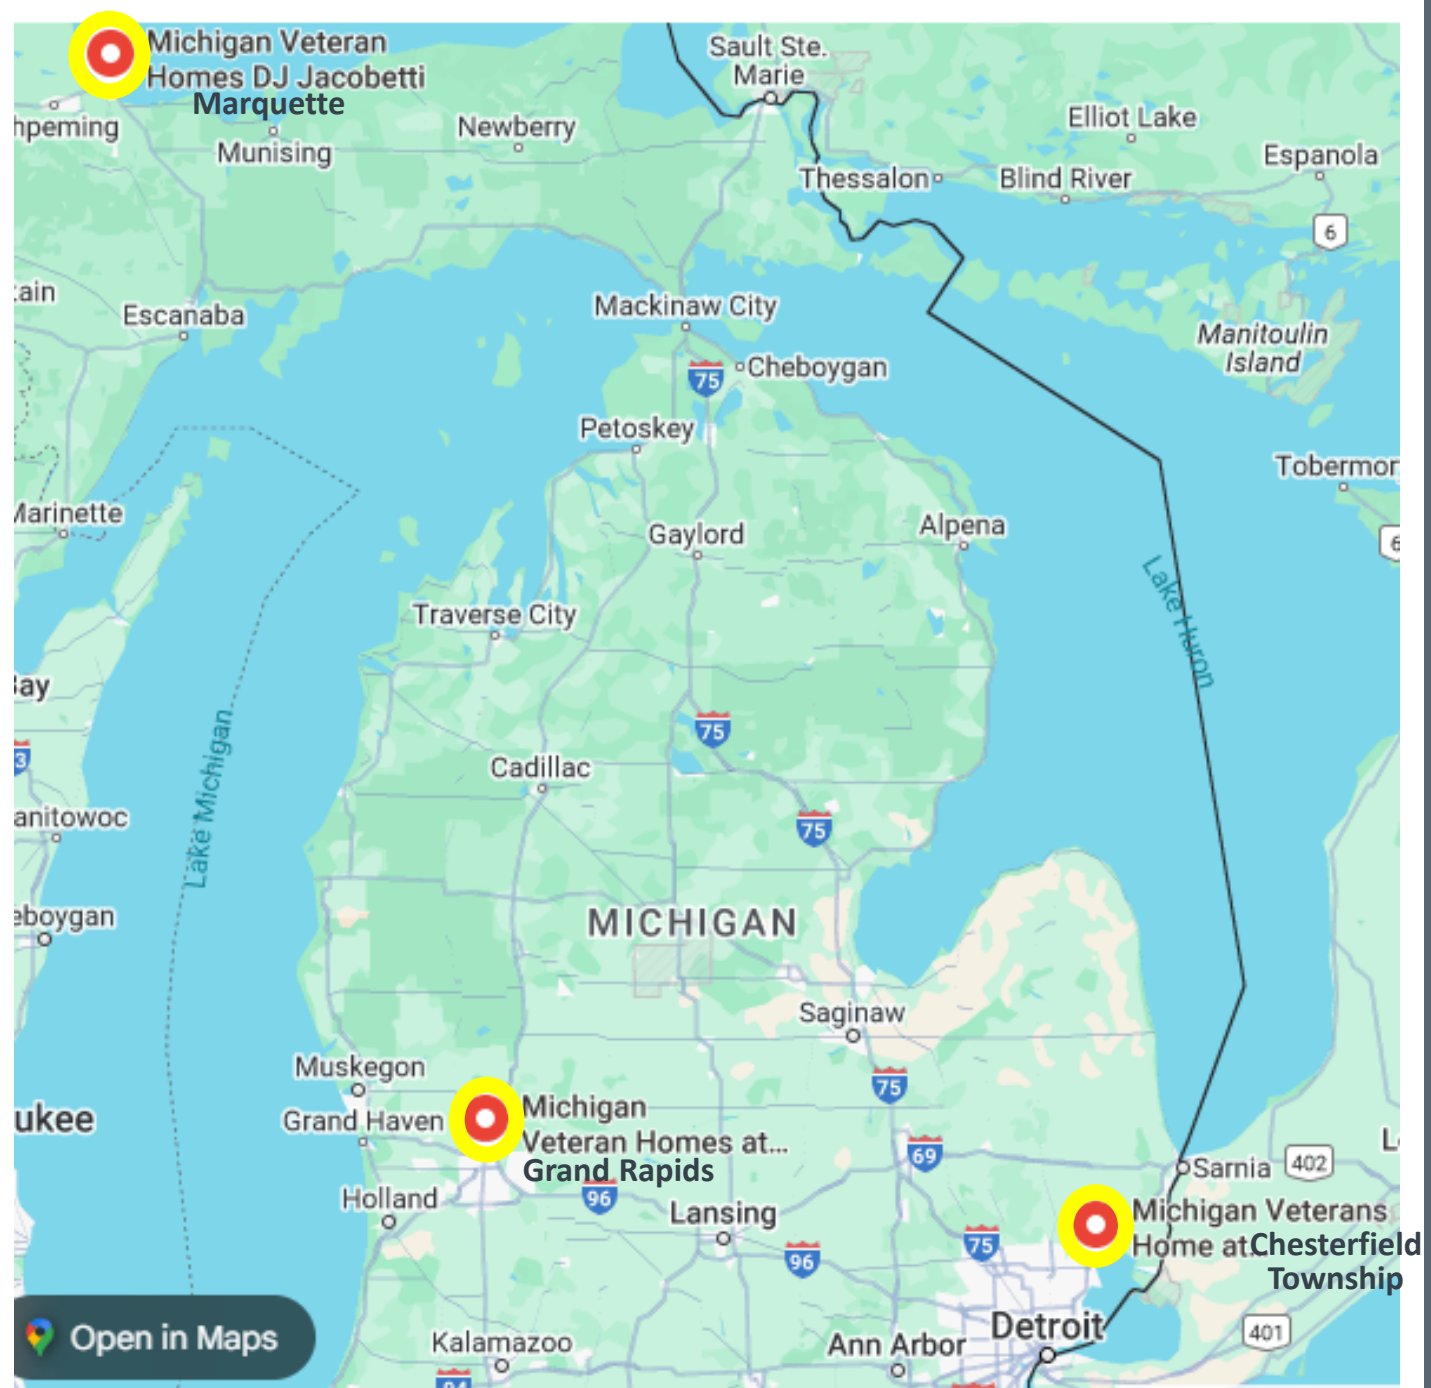 Michigan Veteran
Homes DJ Jacobetti
Marquette
Sault Ste.
Marie
hpeming
Munising
Newberry
Elliot Lake
Espanola
Thessalon
Blind River
6
ain
Escanaba
Mackinaw City
Manitoulin
Island
75
Cheboygan
Petoskey
Tobermor
Marinette
Gaylord
Alpena
6
Lake Huron
Traverse City
Bay
75
3
Lake Michigan
Cadillac
anitowoc
75
eboygan
MICHIGAN
Saginaw
Muskegon
75
ukee
Grand Haven
Michigan
Veteran Homes at...
Grand Rapids
69
L
Sarnia
402
Holland
96
Lansing
Michigan Veterans
Home at...
Chesterfield
Township
75
96
Open in Maps
Detroit
401
Kalamazoo
Ann Arbor
94